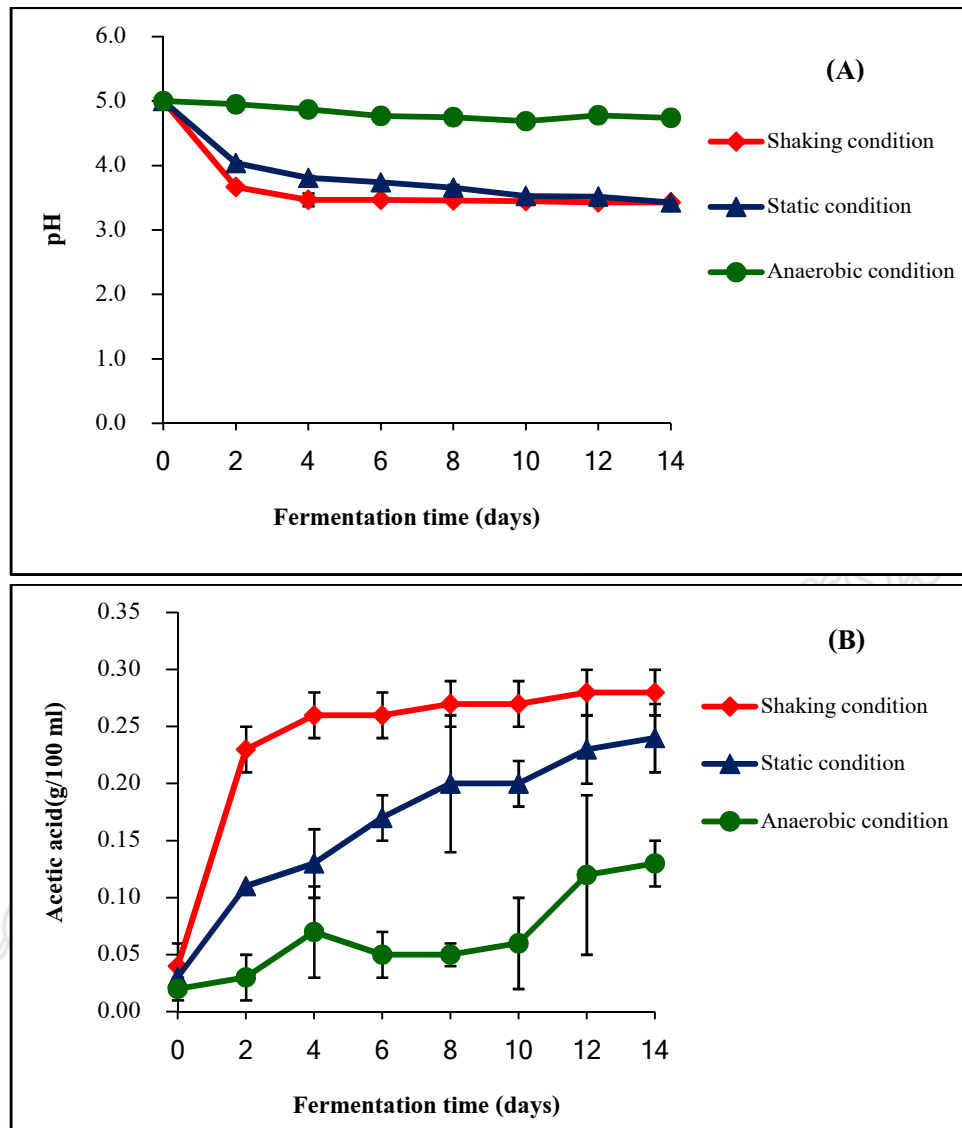 (A)
6.0
5.0
4.0
3.0
2.0
1.0
0.0
pH
0 2 4 6 8 10 12 14
Fermentation time (days)
Shaking condition
Static condition
Anaerobic condition
(B)
0.35
0.30
0.25
0.20
0.15
0.10
0.05
0.00
Acetic acid(g/100 ml)
0 2 4 6 8 10 12 14
Fermentation time (days)
Shaking condition
Static condition
Anaerobic condition